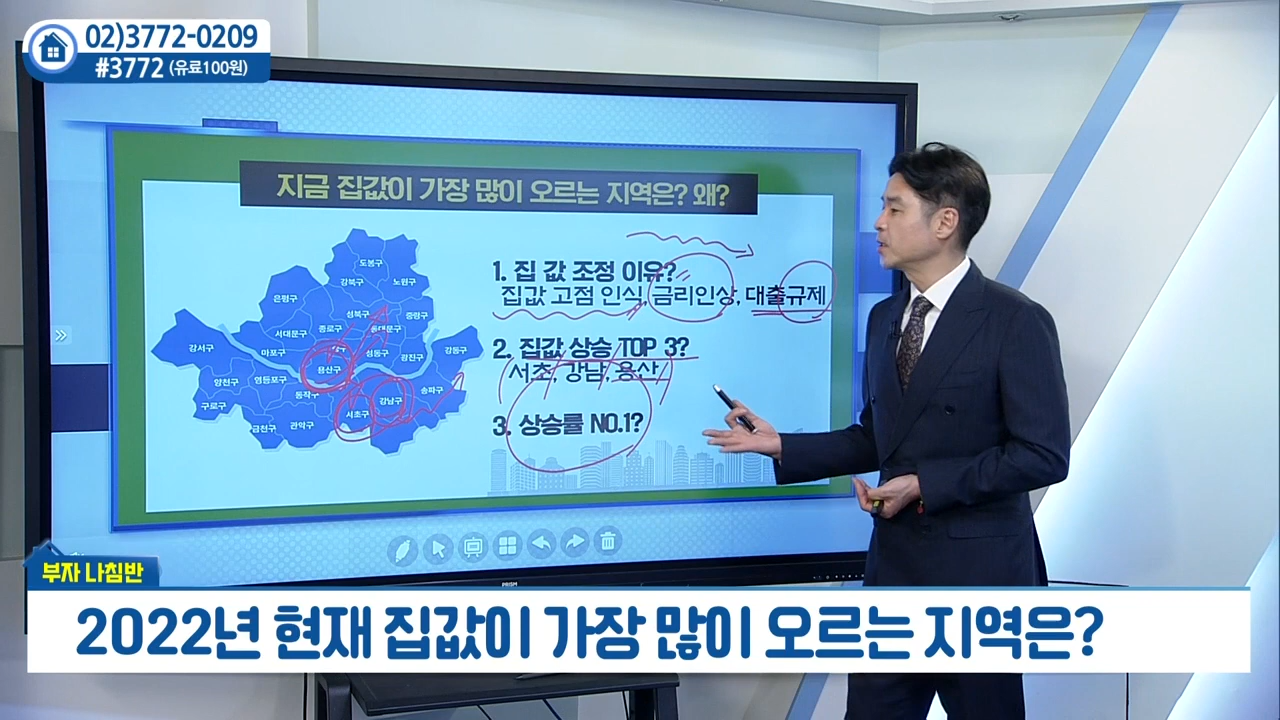 02)3772-0209
#3772 (유료100원)
지금 집값이 가장 많이 오르는 지역은? 왜?
도봉구
강북구
노원구
은평구
성북구
중랑구
서대문구
종로구
동대문구
강서구
마포구
성동구
광진구
강동구
용산구
양천구
영등포구
동작구
송파구
강남구
구로구
서초구
금천구
관악구
1. 집 값 조정 이유?
집값 고점 인식, 금리인상, 대출규제
2. 집값 상승 TOP 3?
서초, 강남, 용산
3. 상승률 NO.1?
PRISM
부자 나침반
2022년 현재 집값이 가장 많이 오르는 지역은?